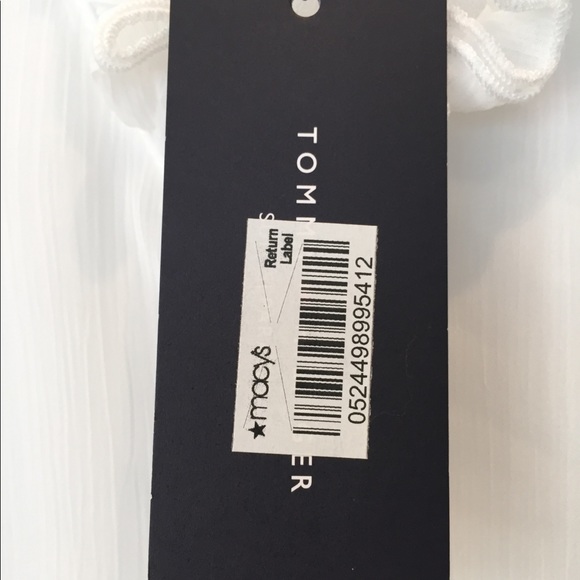 TOMM
ER
S
Return
Label
★macy's
0524498995412